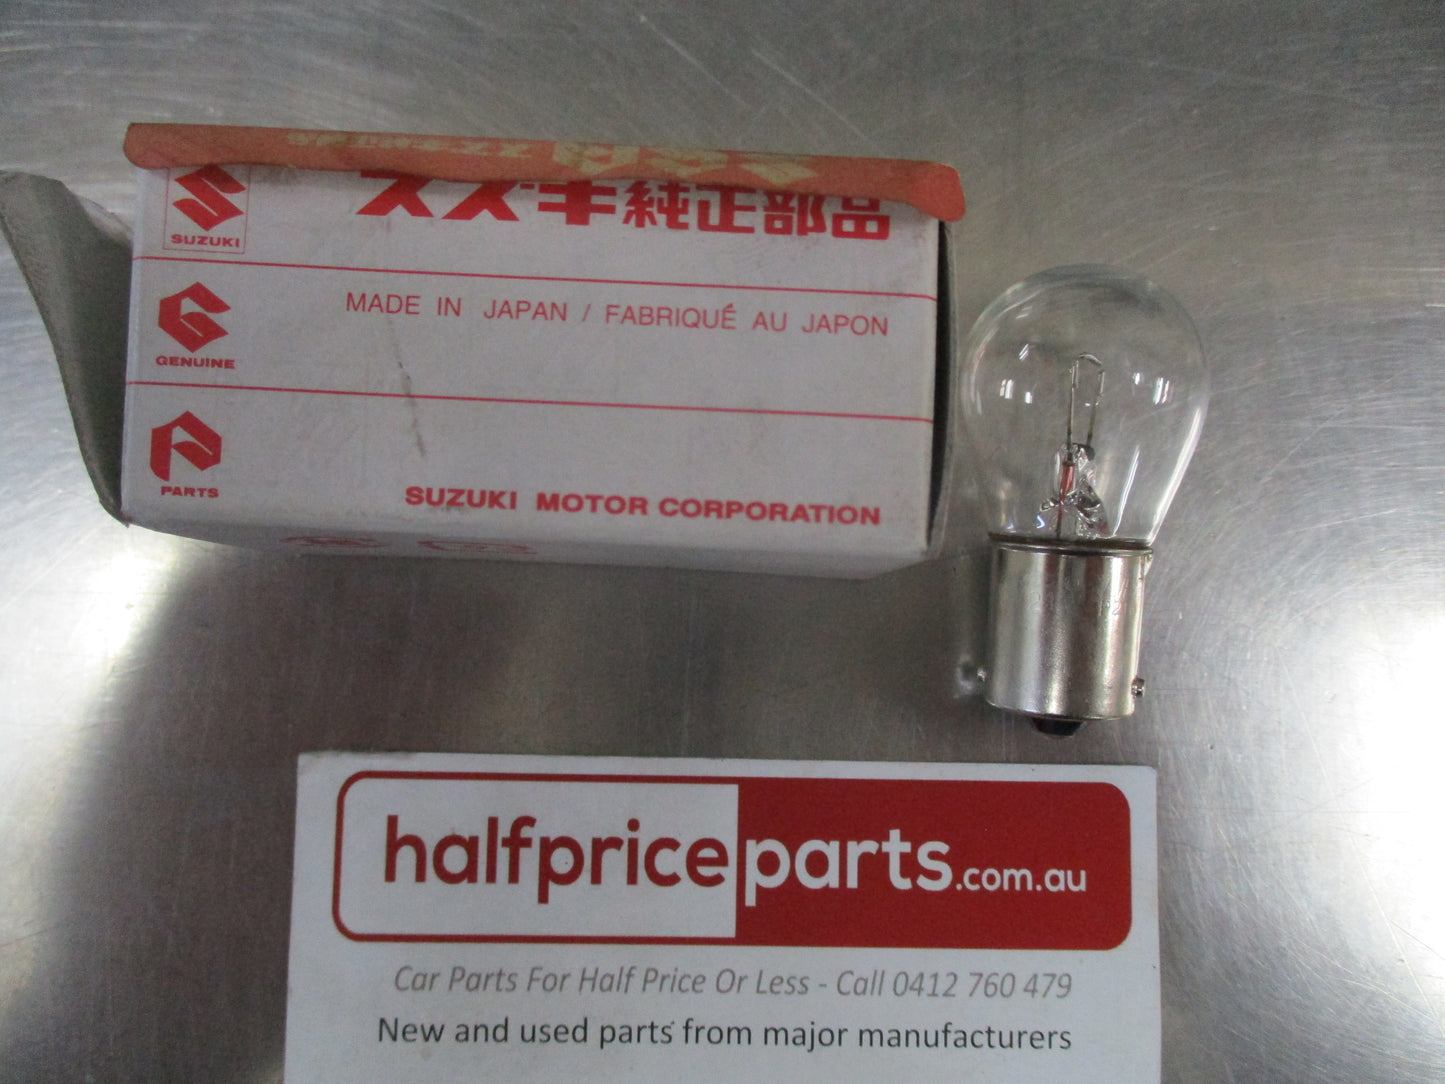 スズキ純正部品
SUZUKI
MADE IN JAPAN / FABRIQUÉ AU JAPON
GENUINE
PARTS
SUZUKI MOTOR CORPORATION
halfpriceparts.com.au
Car Parts For Half Price Or Less - Call 0412 760 479
New and used parts from major manufacturers